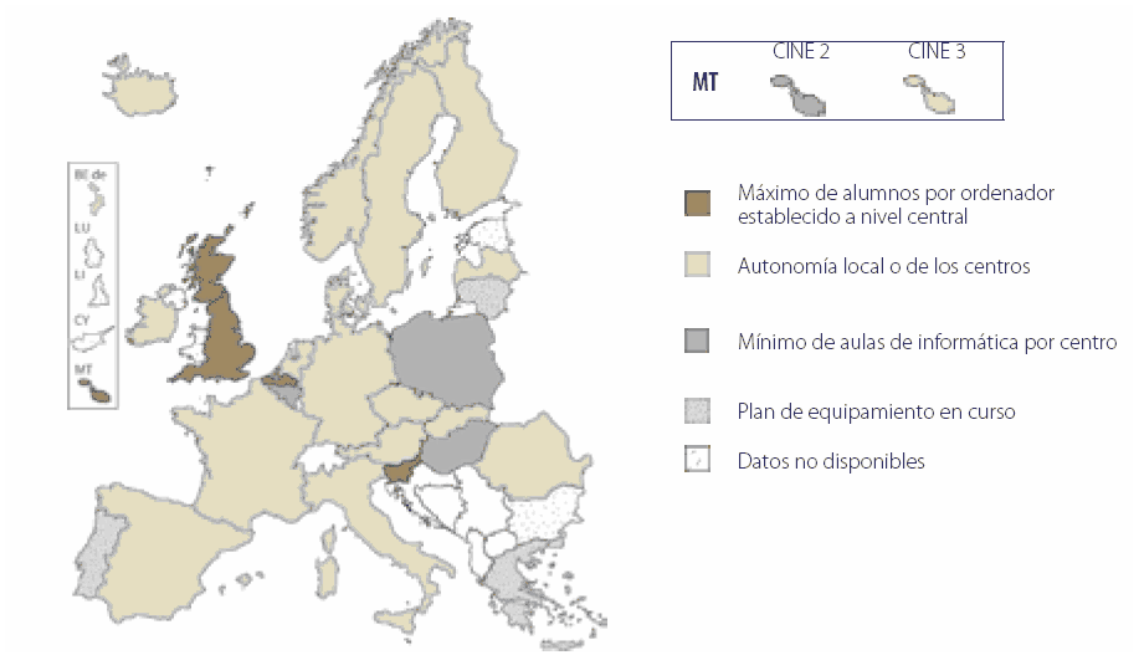 CINE 2 CINE 3
MT
Máximo de alumnos por ordenador
establecido a nivel central
Autonomía local o de los centros
Mínimo de aulas de informática por centro
Plan de equipamiento en curso
Datos no disponibles
BE de
LU
LI
CY
MT